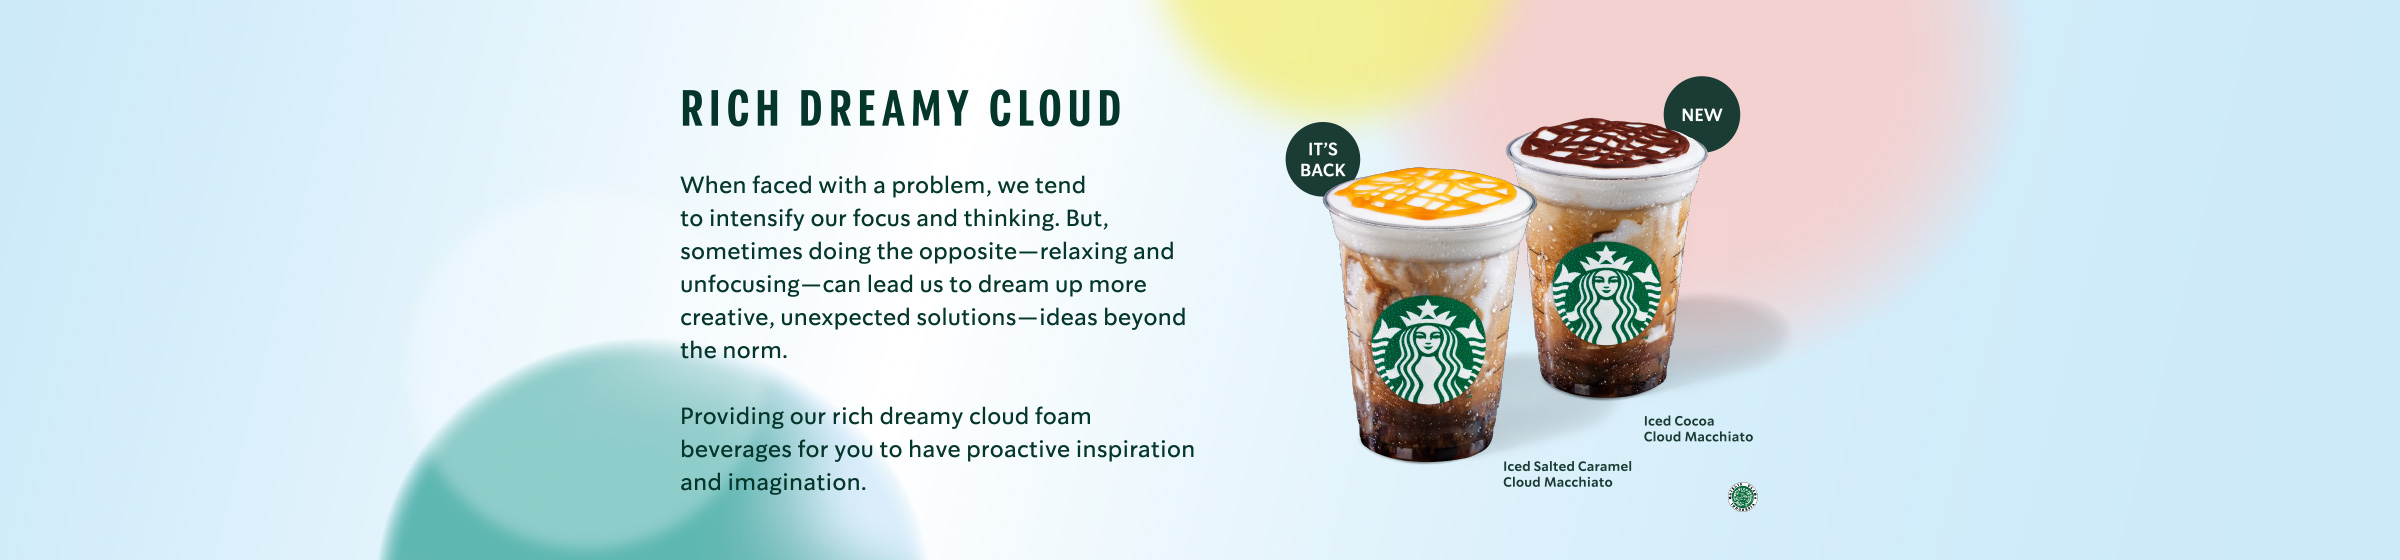 RICH DREAMY CLOUD
When faced with a problem, we tend
to intensify our focus and thinking. But,
sometimes doing the opposite—relaxing and
unfocusing—can lead us to dream up more
creative, unexpected solutions—ideas beyond
the norm.
Providing our rich dreamy cloud foam
beverages for you to have proactive inspiration
and imagination.
IT'S
BACK
NEW
Iced Cocoa
Cloud Macchiato
Iced Salted Caramel
Cloud Macchiato